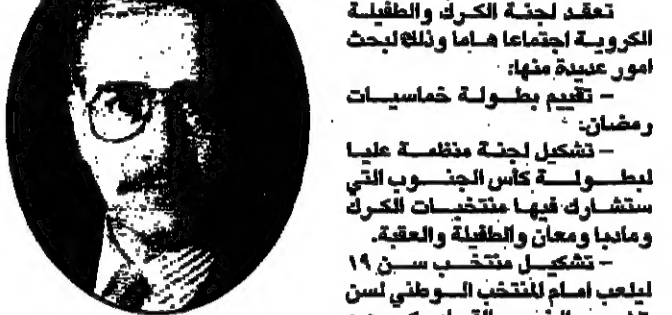 تعقد لجنة الكرك والطفيلة
الكروية اجتماعا هاما وذلك لبحث
امور عديدة منها:
– تقييم بطولة خماسيات
رمضان:
– تشكيل لجنة منظمة عليا
لبطولة كأس الجنوب التي
ستشارك فيها منتخبات الكرك
ومادبا ومعان والطفيلة والعقبة.
– تشكيل منتخب سن ١٩
ليلعب امام المنتخب الوطني لسن